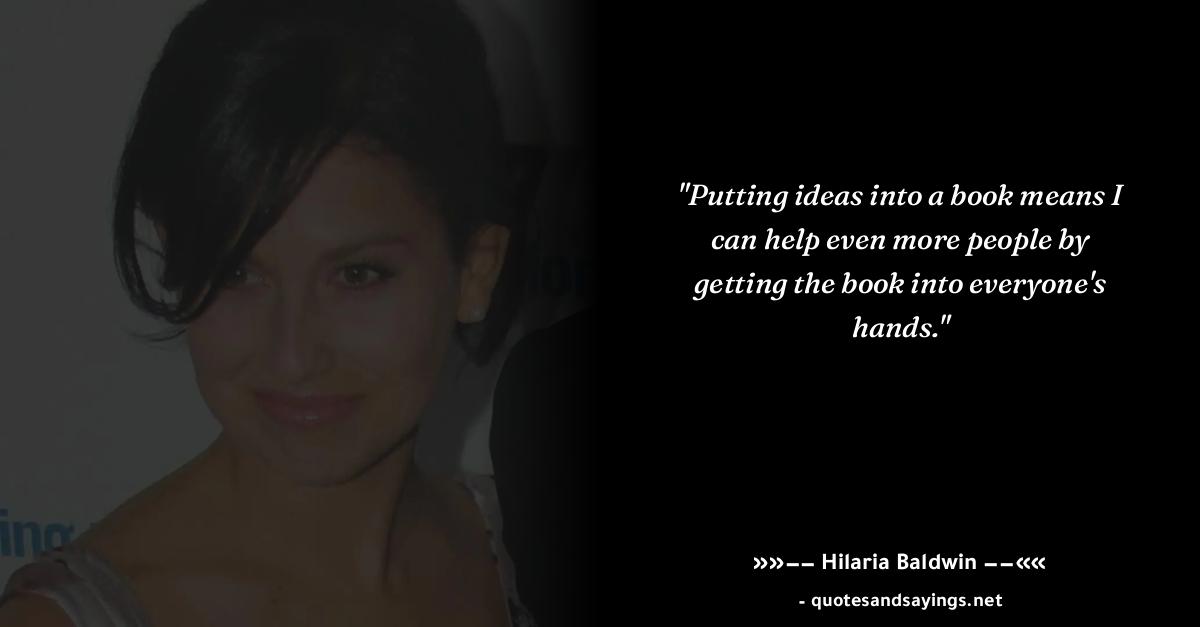 "Putting ideas into a book means I
can help even more people by
getting the book into everyone's
hands."
»»−− Hilaria Baldwin −−««
- quotesandsayings.net
ing